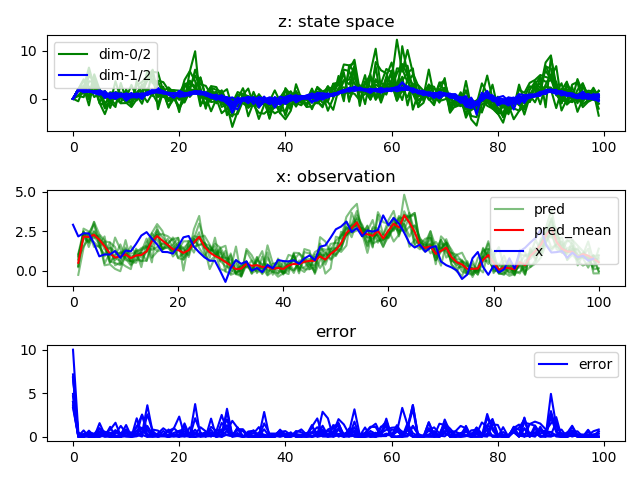 z: state space
10
0
dim-0/2
dim-1/2
0 20 40 60 80 100
x: observation
5.0
2.5
0.0
pred
pred_mean
x
0 20 40 60 80 100
error
10
5
0
error
0 20 40 60 80 100